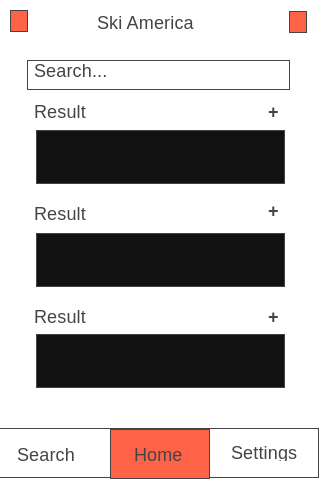 Ski America
Search...
Result +
Result +
Result +
Search Home Settings